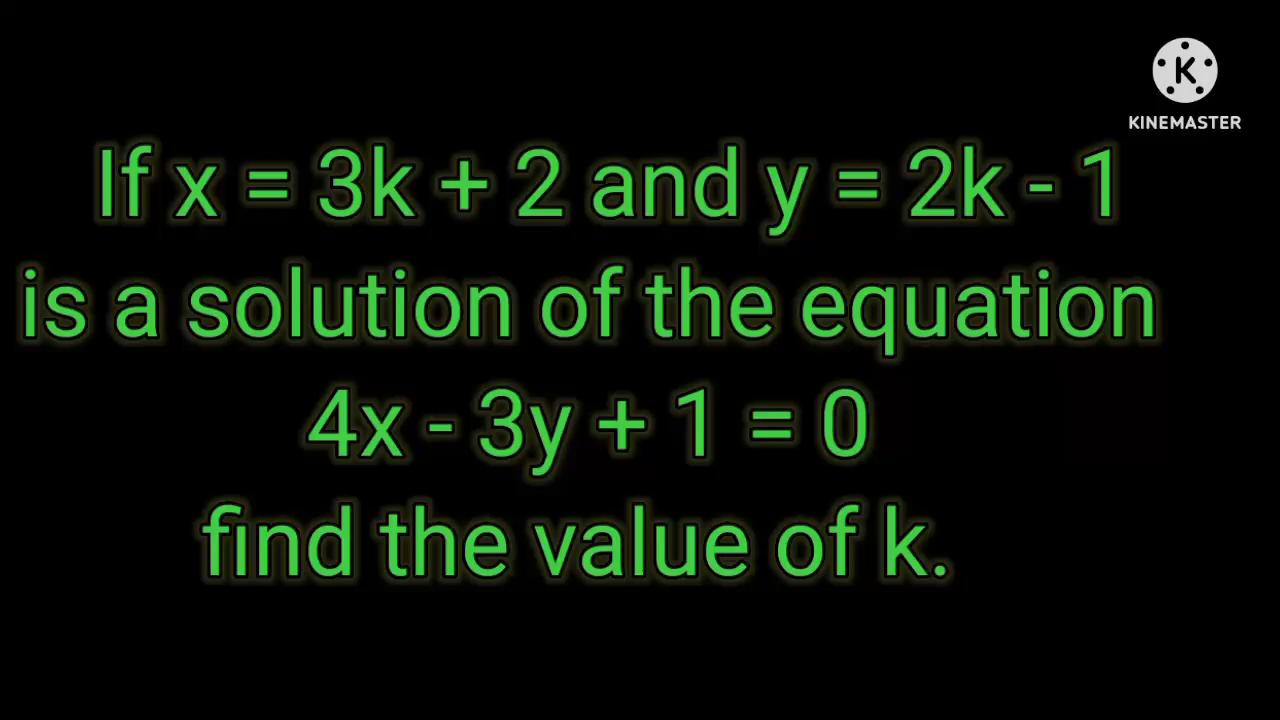 K
KINEMASTER
If x = 3k + 2 and y = 2k - 1
is a solution of the equation
4x - 3y + 1 = 0
find the value of k.